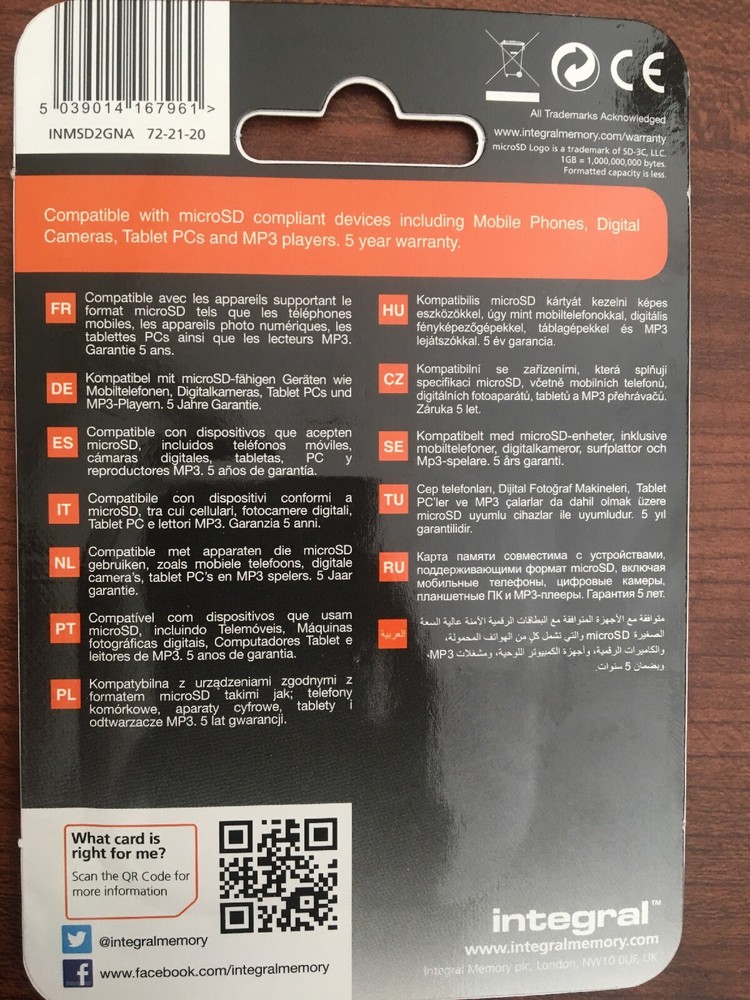 5 039014 167961 >
INMSD2GNA 72-21-20
All Trademarks Acknowledged
www.integralmemory.com/warranty
microSD Logo is a trademark of SD-3C, LLC.
1GB = 1,000,000,000 bytes.
Formatted capacity is less.
CE
Compatible with microSD compliant devices including Mobile Phones, Digital
Cameras, Tablet PCs and MP3 players. 5 year warranty.
FR
Compatible avec les appareils supportant le
format microSD tels que les téléphones
mobiles, les appareils photo numériques, les
tablettes PCs ainsi que les lecteurs MP3.
Garantie 5 ans.
DE
Kompatibel mit microSD-fähigen Geräten wie
Mobiltelefonen, Digitalkameras, Tablet PCs und
MP3-Playern. 5 Jahre Garantie.
ES
Compatible con dispositivos que acepten
microSD, incluidos teléfonos móviles,
cámaras digitales, tabletas, PC y
reproductores MP3. 5 años de garantía.
IT
Compatibile con dispositivi conformi a
microSD, tra cui cellulari, fotocamere digitali,
Tablet PC e lettori MP3. Garanzia 5 anni.
NL
Compatible met apparaten die microSD
gebruiken, zoals mobiele telefoons, digitale
camera's, tablet PC's en MP3 spelers. 5 Jaar
garantie.
PT
Compatível com dispositivos que usam
microSD, incluindo Telemóveis, Máquinas
fotográficas digitais, Computadores Tablet e
leitores de MP3. 5 anos de garantia.
PL
Kompatybilna z urządzeniami zgodnymi z
formatem microSD takimi jak; telefony
komórkowe, aparaty cyfrowe, tablety i
odtwarzacze MP3. 5 lat gwarancji.
HU
Kompatibilis microSD kártyát kezelni képes
eszközökkel, úgy mint mobiltelefonokkal, digitális
fényképezőgépekkel, táblagépekkel és MP3
lejátszókkal. 5 év garancia.
CZ
Kompatibilní se zařízeními, která splňují
specifikaci microSD, včetně mobilních telefonů,
digitálních fotoaparátů, tabletů a MP3 přehrávačů.
Záruka 5 let.
SE
Kompatibelt med microSD-enheter, inklusive
mobiltelefoner, digitalkameror, surfplattor och
Mp3-spelare. 5 års garanti.
TU
Cep telefonları, Dijital Fotoğraf Makineleri, Tablet
PC'ler ve MP3 çalarlar da dahil olmak üzere
microSD uyumlu cihazlar ile uyumludur. 5 yıl
garantilidir.
RU
Карта памяти совместима с устройствами,
поддерживающими формат microSD, включая
мобильные телефоны, цифровые камеры,
планшетные ПК и MP3-плееры. Гарантия 5 лет.
العربية
متوافقة مع الأجهزة المتوافقة مع البطاقات الرقمية الآمنة عالية السعة
الصغيرة microSD والتي تشمل كل من الهواتف المحمولة،
والكاميرات الرقمية، وأجهزة الكمبيوتر اللوحية، ومشغلات MP3،
وبضمان 5 سنوات.
What card is
right for me?
Scan the QR Code for
more information
@integralmemory
www.facebook.com/integralmemory
integral™
www.integralmemory.com
Integral Memory plc, London, NW10 0UF, UK